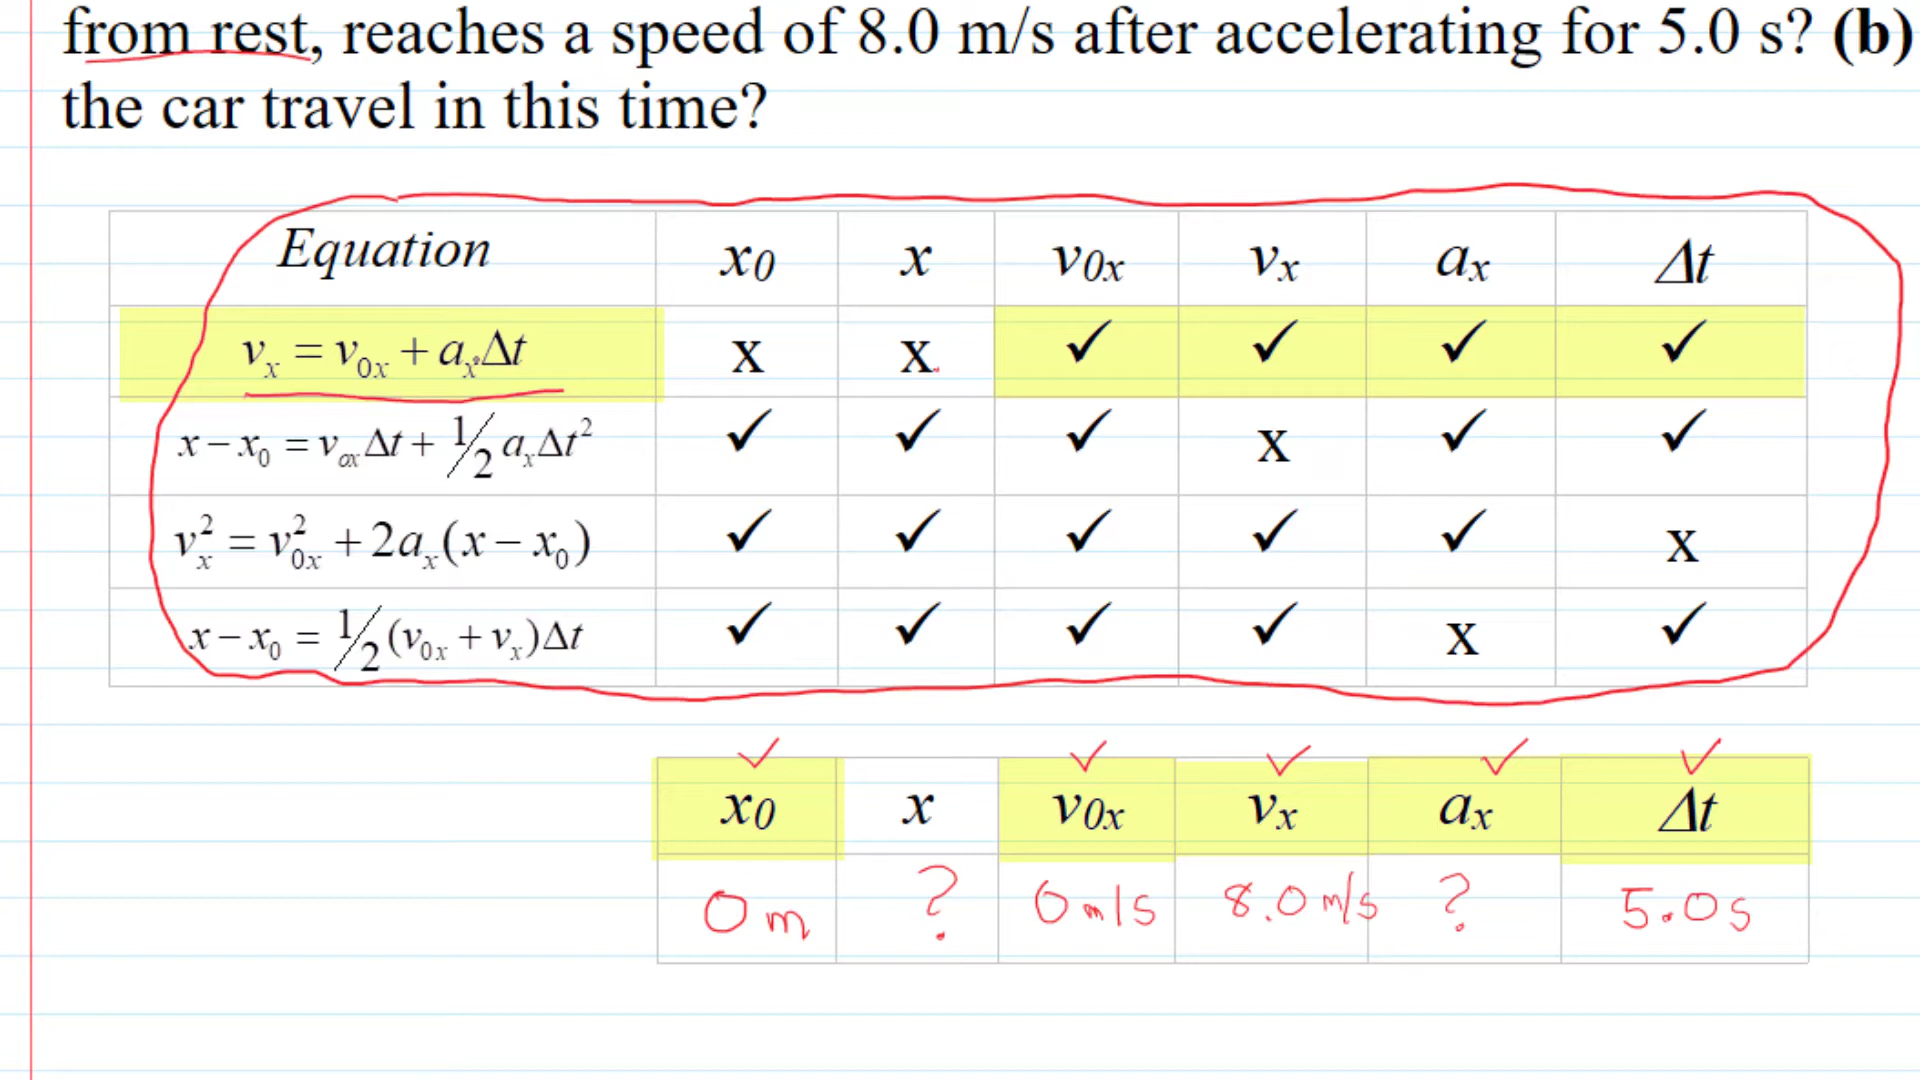 from rest, reaches a speed of 8.0 m/s after accelerating for 5.0 s? (b)
the car travel in this time?
Equation x₀ x v₀ₓ vₓ aₓ Δt
vₓ = v₀ₓ + aₓΔt x x ✓ ✓ ✓ ✓
x − x₀ = v₀ₓΔt + ½ aₓΔt² ✓ ✓ ✓ x ✓ ✓
vₓ² = v₀ₓ² + 2aₓ(x − x₀) ✓ ✓ ✓ ✓ ✓ x
x − x₀ = ½(v₀ₓ + vₓ)Δt ✓ ✓ ✓ ✓ x ✓
✓ ✓ ✓ ✓ ✓
x₀ x v₀ₓ vₓ aₓ Δt
0 m ? 0 m/s 8.0 m/s ? 5.0 s